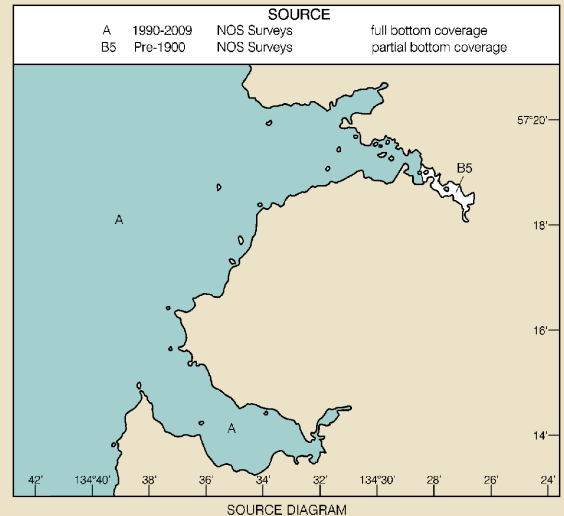 SOURCE
A 1990-2009 NOS Surveys full bottom coverage
B5 Pre-1900 NOS Surveys partial bottom coverage
57°20'
B5
A
18'
16'
14'
A
42' 134°40' 38' 36' 34' 32' 134°30' 28' 26' 24'
SOURCE DIAGRAM